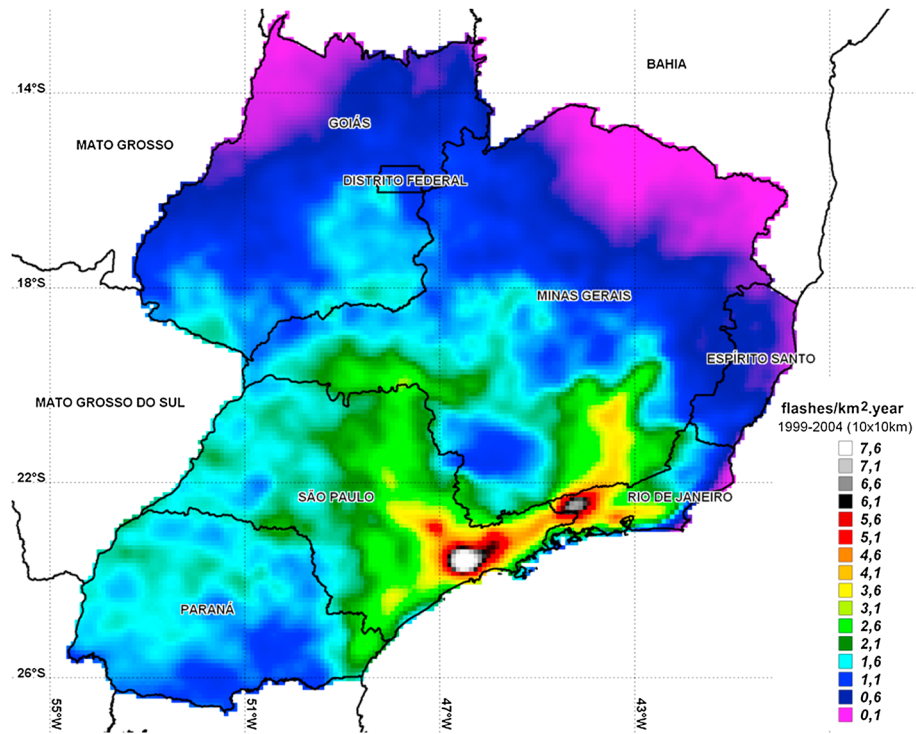 BAHIA
14°S
GOIÁS
MATO GROSSO
DISTRITO FEDERAL
18°S
MINAS GERAIS
ESPÍRITO SANTO
MATO GROSSO DO SUL
flashes/km².year
1999-2004 (10x10km)
7,6
7,1
6,6
6,1
5,6
5,1
4,6
4,1
3,6
3,1
2,6
2,1
1,6
1,1
0,6
0,1
22°S
SÃO PAULO
RIO DE JANEIRO
PARANÁ
26°S
55°W
51°W
47°W
43°W